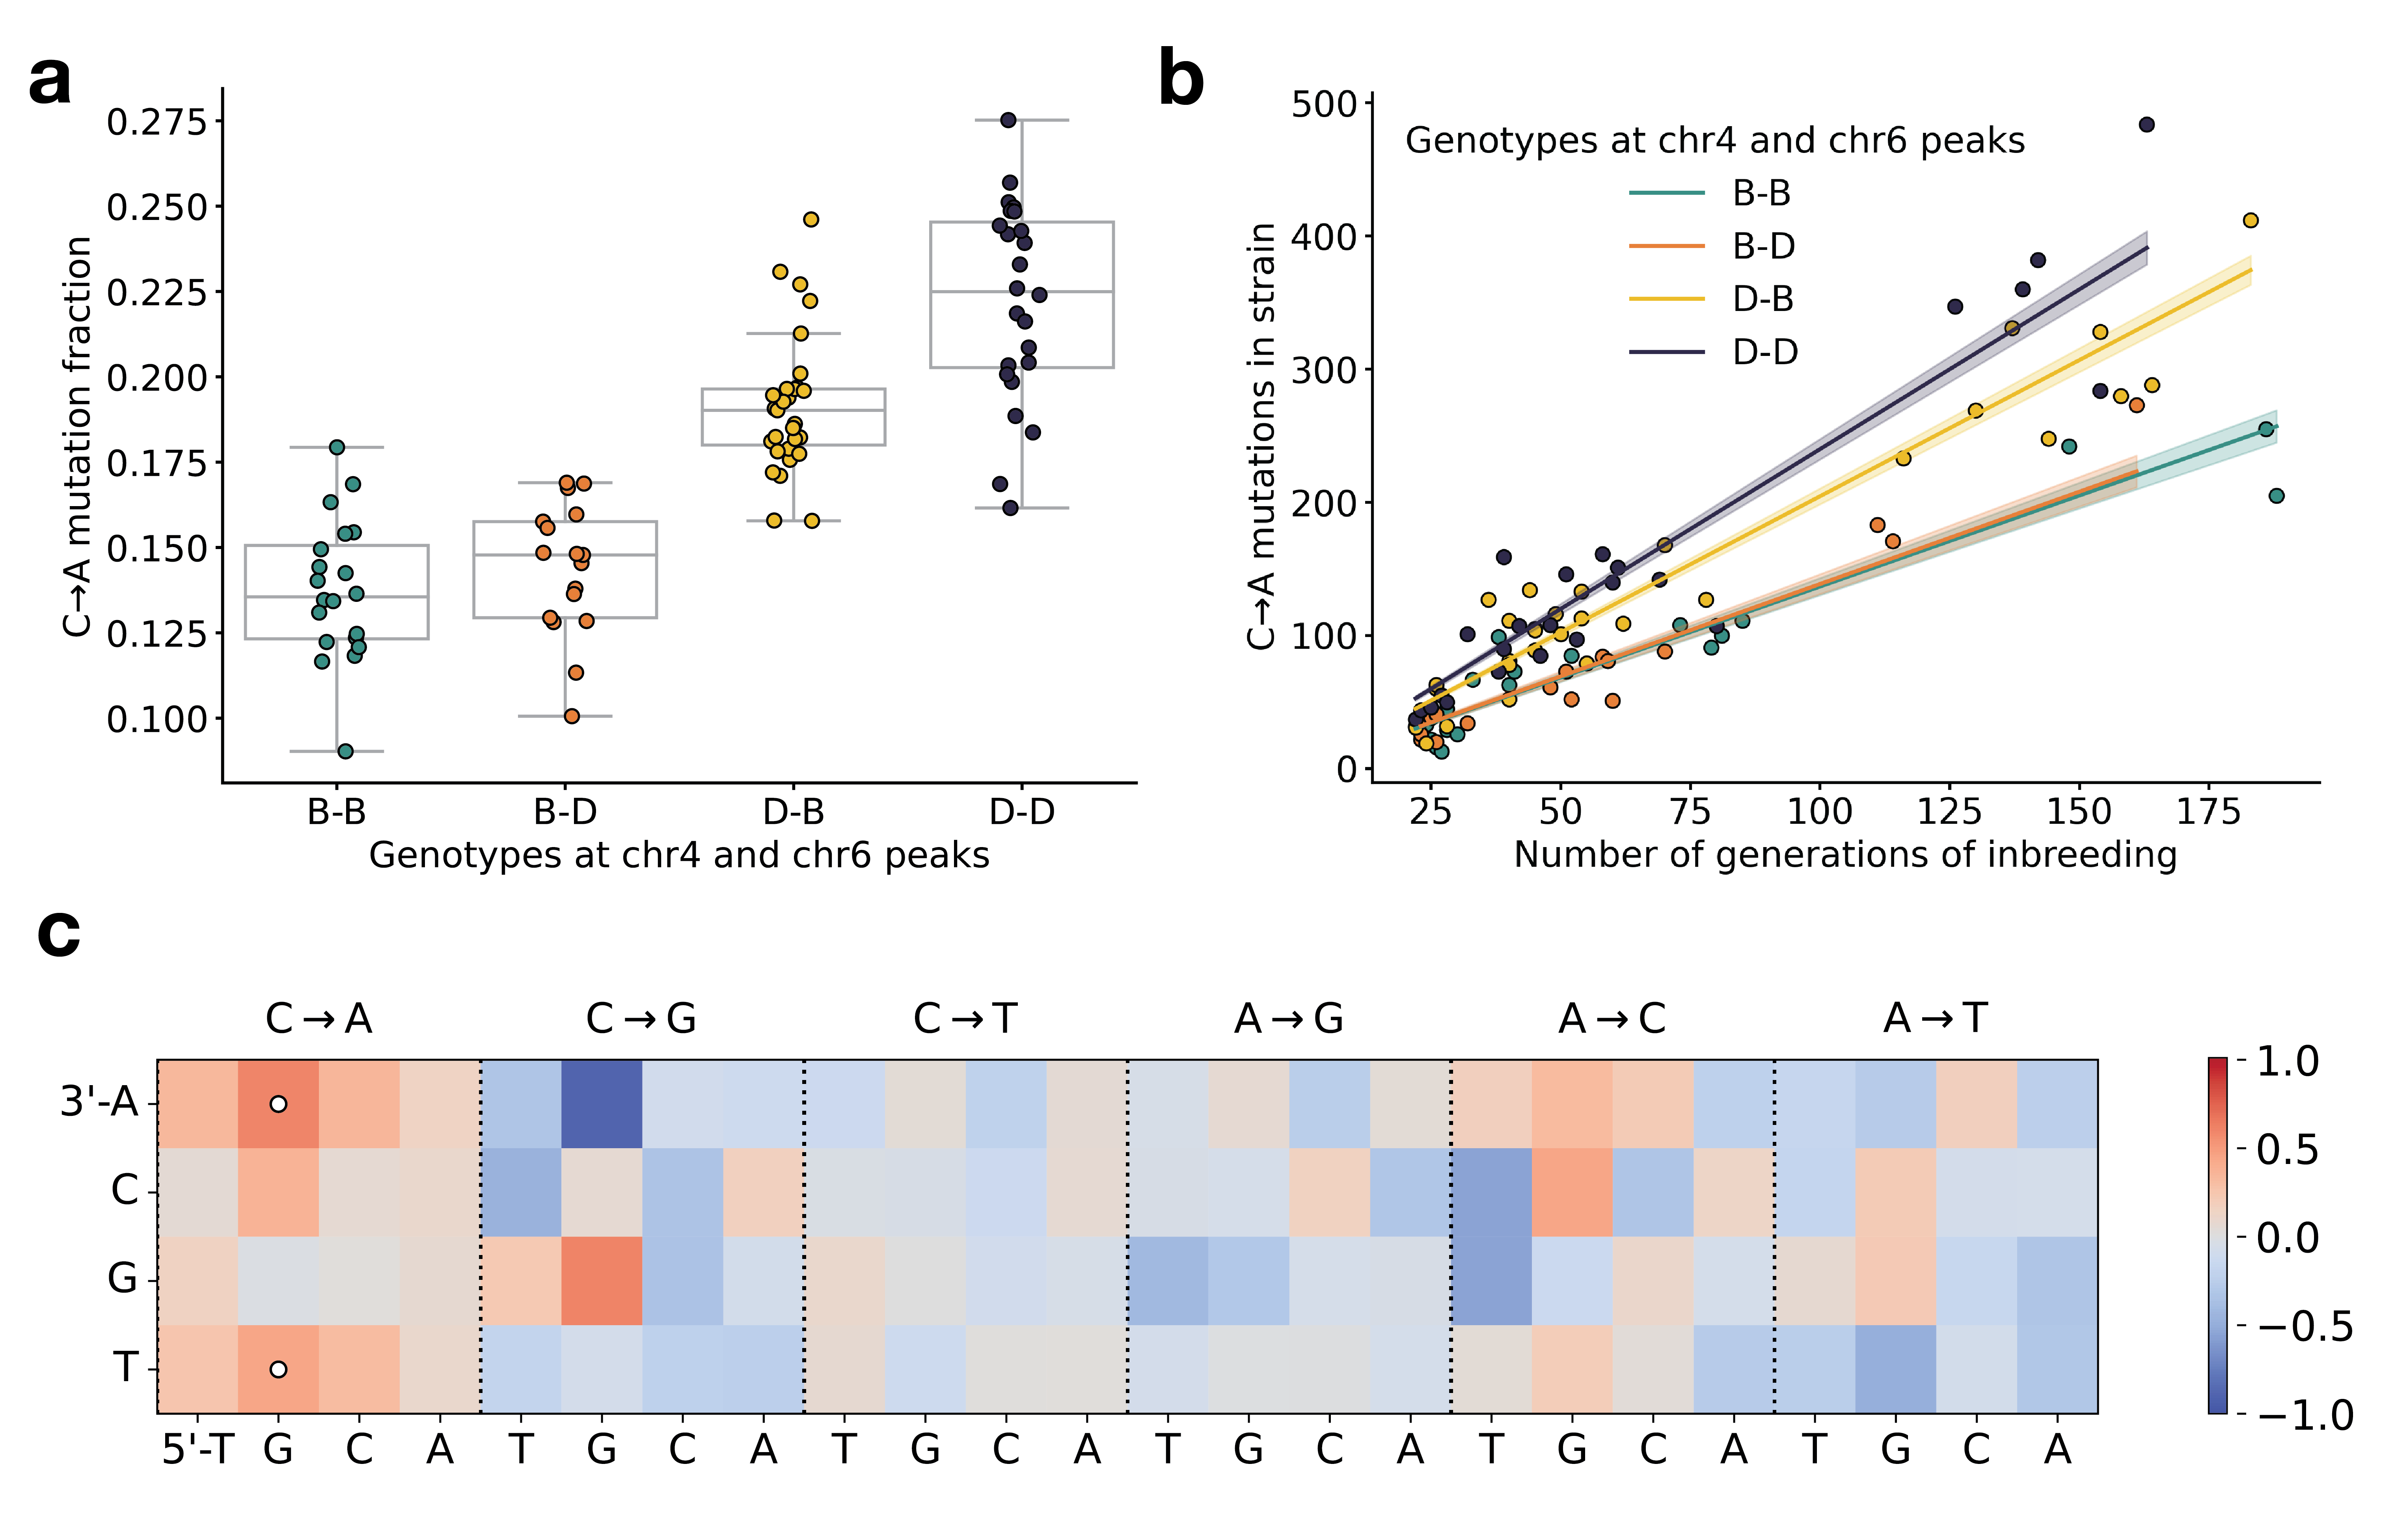 a
0.275
0.250
0.225
0.200
0.175
0.150
0.125
0.100
C→A mutation fraction
B-B B-D D-B D-D
Genotypes at chr4 and chr6 peaks
b
500
400
300
200
100
0
C→A mutations in strain
Genotypes at chr4 and chr6 peaks
B-B
B-D
D-B
D-D
25 50 75 100 125 150 175
Number of generations of inbreeding
c
C→A C→G C→T A→G A→C A→T
3'-A
C
G
T
5'-T G C A T G C A T G C A T G C A T G C A T G C A
1.0
0.5
0.0
−0.5
−1.0